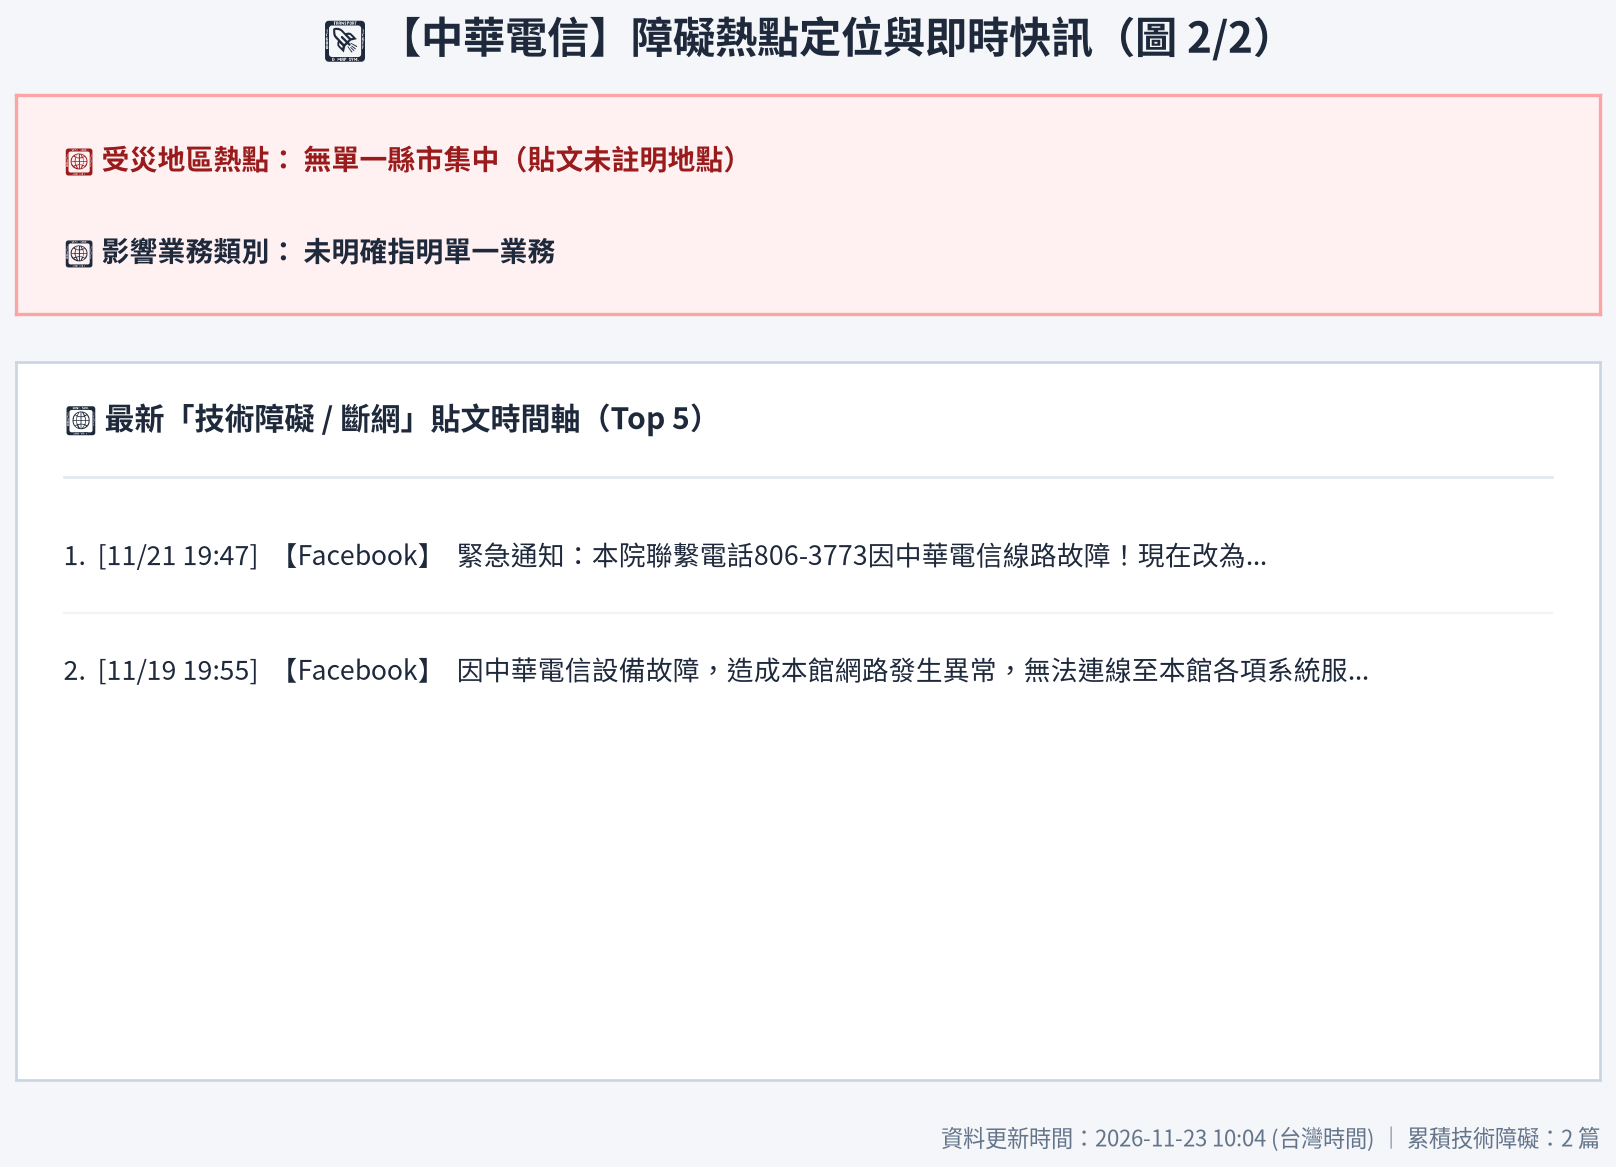 【中華電信】障礙熱點定位與即時快訊（圖 2/2）
受災地區熱點： 無單一縣市集中（貼文未註明地點）
影響業務類別： 未明確指明單一業務
最新「技術障礙 / 斷網」貼文時間軸（Top 5）
1. [11/21 19:47] 【Facebook】 緊急通知：本院聯繫電話806-3773因中華電信線路故障！現在改為...
2. [11/19 19:55] 【Facebook】 因中華電信設備故障，造成本館網路發生異常，無法連線至本館各項系統服...
資料更新時間：2026-11-23 10:04 (台灣時間) ｜ 累積技術障礙：2 篇